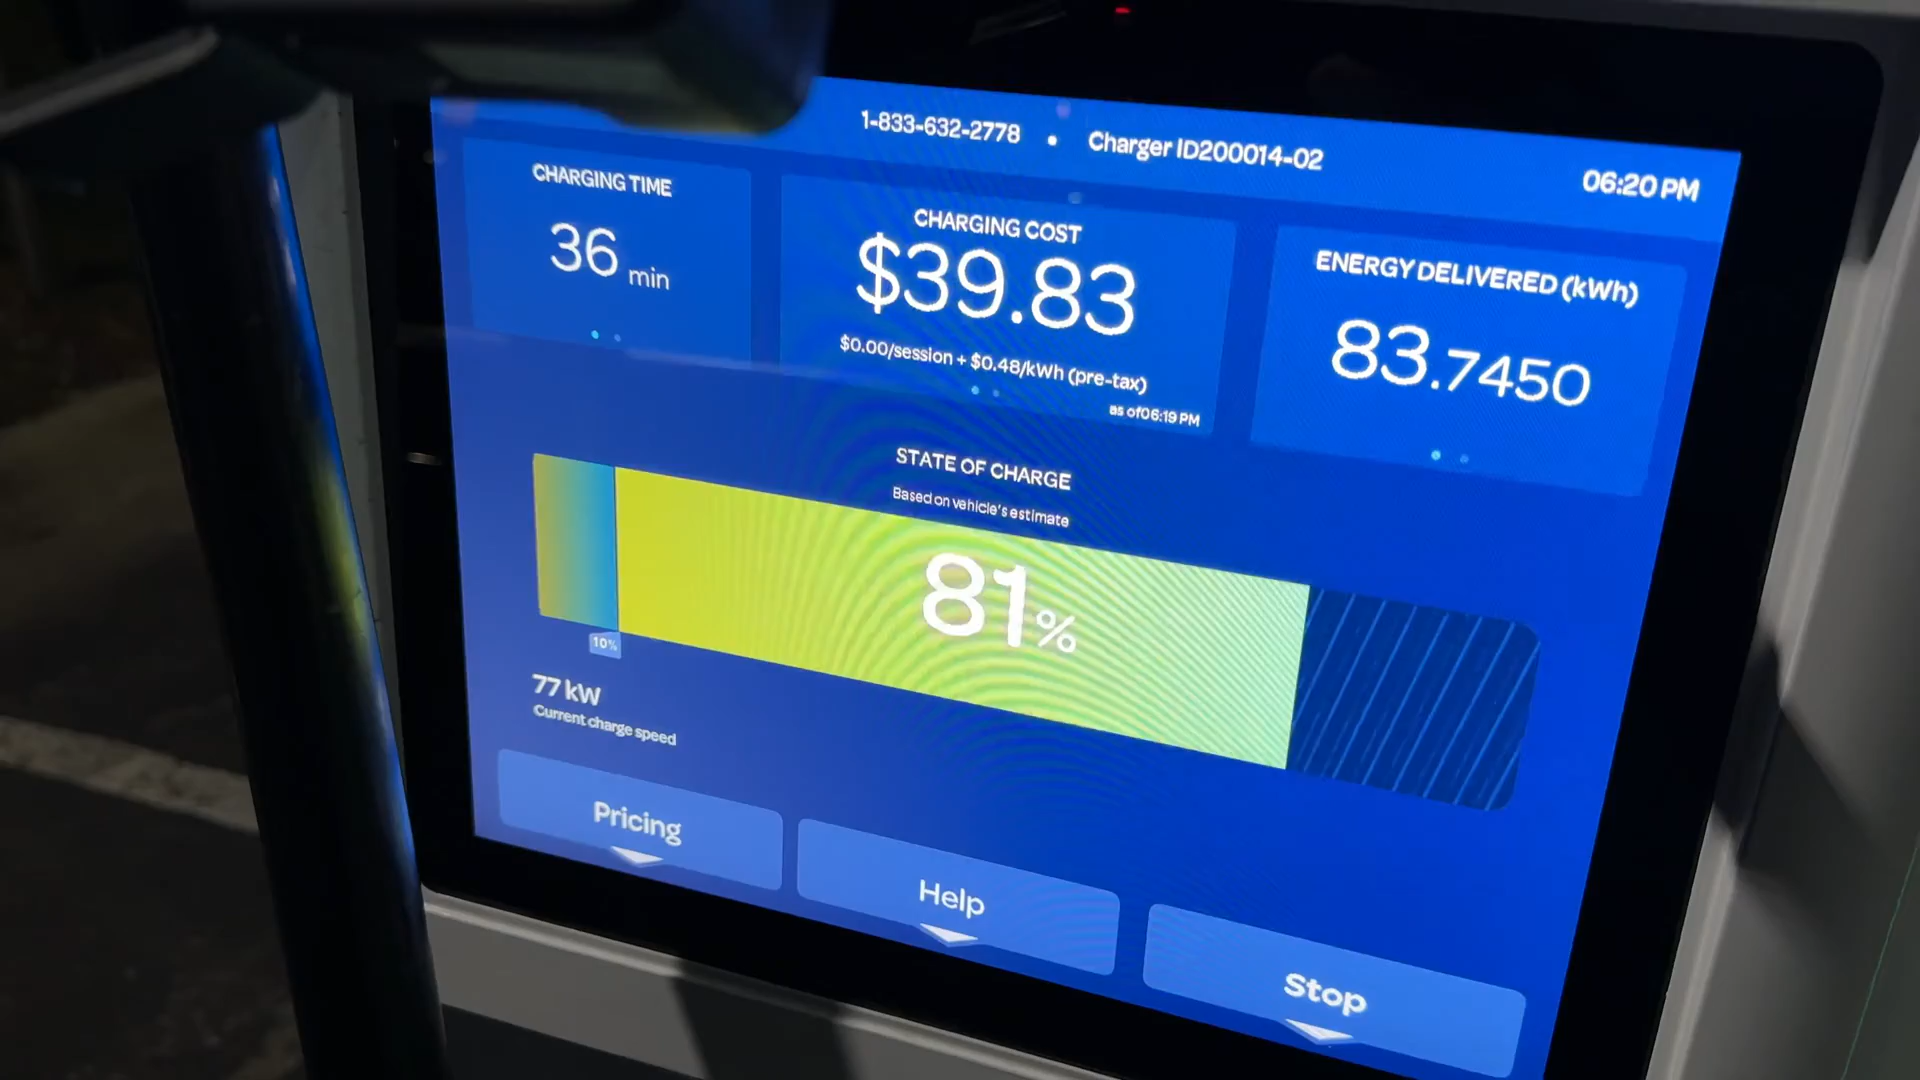 1-833-632-2778 • Charger ID200014-02
06:20 PM
CHARGING TIME
36 min
CHARGING COST
$39.83
$0.00/session + $0.48/kWh (pre-tax)
as of06:19 PM
ENERGY DELIVERED (kWh)
83.7450
STATE OF CHARGE
Based on vehicle's estimate
81%
10%
77 kW
Current charge speed
Pricing
Help
Stop